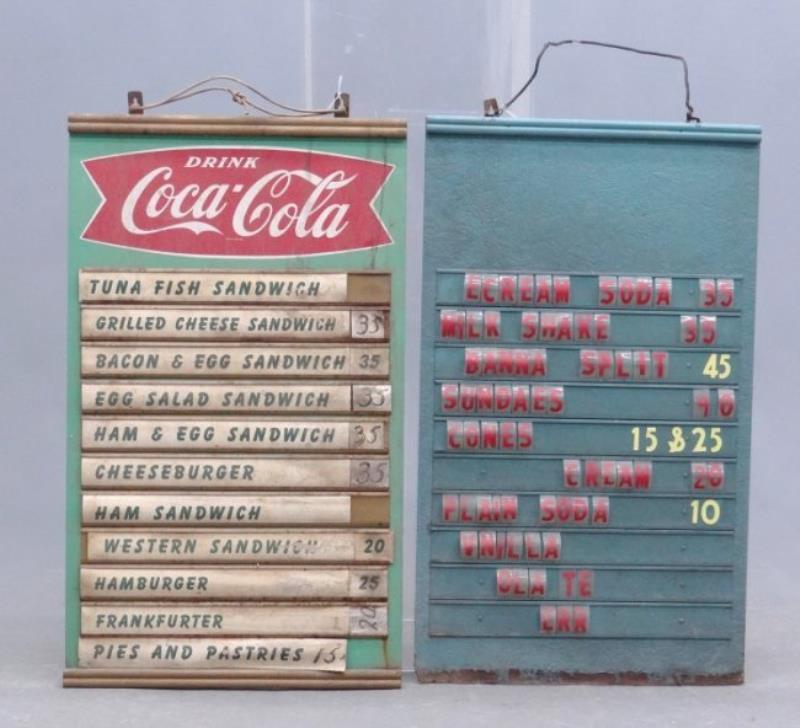 DRINK
Coca-Cola
TUNA FISH SANDWICH
GRILLED CHEESE SANDWICH 35
BACON & EGG SANDWICH 35
EGG SALAD SANDWICH 35
HAM & EGG SANDWICH 35
CHEESEBURGER 35
HAM SANDWICH
WESTERN SANDWICH 20
HAMBURGER 25
FRANKFURTER 20
PIES AND PASTRIES 15
ECREAM SODA 35
MILK SHAKE 35
BANNA SPLIT 45
SUNDAES 40
CONES 15 & 25
CREAM 20
PLAIN SODA 10
VNILLA
OLA TE
ERR